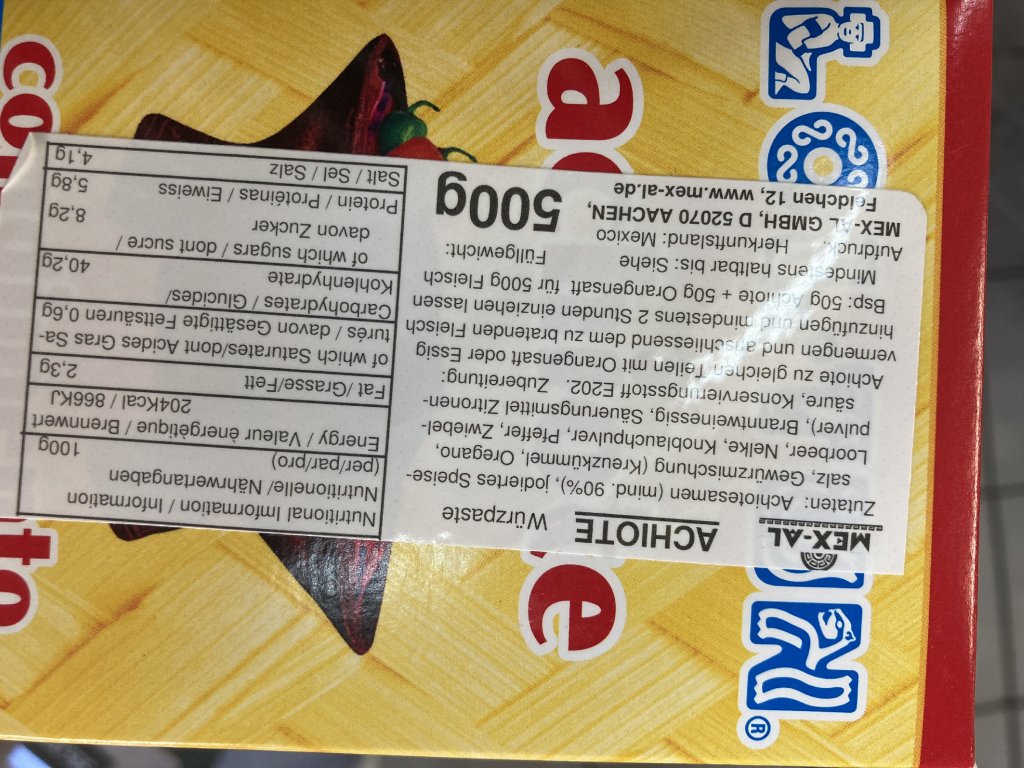 MEX-AL ACHIOTE Würzpaste
Zutaten: Achiotesamen (mind. 90%), jodiertes Speise-
salz, Gewürzmischung (Kreuzkümmel, Oregano,
Loorbeer, Nelke, Knoblauchpulver, Pfeffer, Zwiebel-
pulver), Branntweinessig, Säuerungsmittel Zitronen-
säure, Konservierungsstoff E202. Zubereitung:
Achiote zu gleichen Teilen mit Orangensaft oder Essig
vermengen und anschliessend dem zu bratenden Fleisch
hinzufügen und mindestens 2 Stunden einziehen lassen
Bsp: 50g Achiote + 50g Orangensaft für 500g Fleisch
Mindestens haltbar bis: Siehe
Aufdruck. Herkunftsland: Mexico
Füllgewicht:
500g
MEX-AL GMBH, D 52070 AACHEN,
Feldchen 12, www.mex-al.de
Nutritional Imformation / Information
Nutritionelle/ Nährwertangaben
(per/par/pro) 100g
Energy / Valeur ènergètique / Brennwert
204Kcal / 866KJ
Fat /Grasse/Fett 2,3g
of which Saturates/dont Acides Gras Sa-
turés / davon Gesättigte Fettsäuren 0,6g
Carbohydrates / Glucides/
Kohlenhydrate 40,2g
of which sugars / dont / sucre /
davon Zucker 8,2g
Protein / Protéinas / Eiweiss 5,8g
Salt / Sel / Salz 4,1g
®